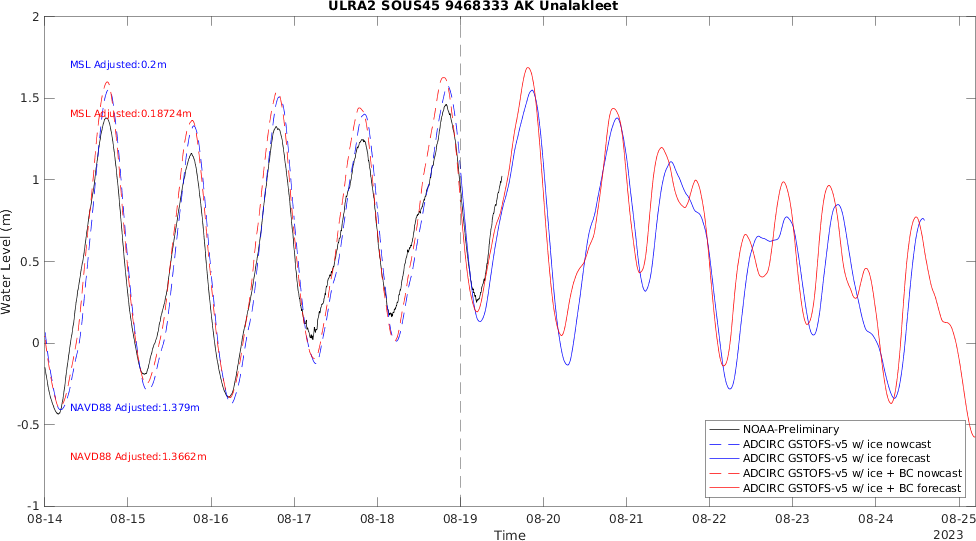 ULRA2 SOUS45 9468333 AK Unalakleet
2
1.5
1
0.5
0
-0.5
-1
Water Level (m)
MSL Adjusted:0.2m
MSL Adjusted:0.18724m
NAVD88 Adjusted:1.379m
NAVD88 Adjusted:1.3662m
NOAA-Preliminary
ADCIRC GSTOFS-v5 w/ ice nowcast
ADCIRC GSTOFS-v5 w/ ice forecast
ADCIRC GSTOFS-v5 w/ ice + BC nowcast
ADCIRC GSTOFS-v5 w/ ice + BC forecast
08-14 08-15 08-16 08-17 08-18 08-19 08-20 08-21 08-22 08-23 08-24 08-25
Time
2023